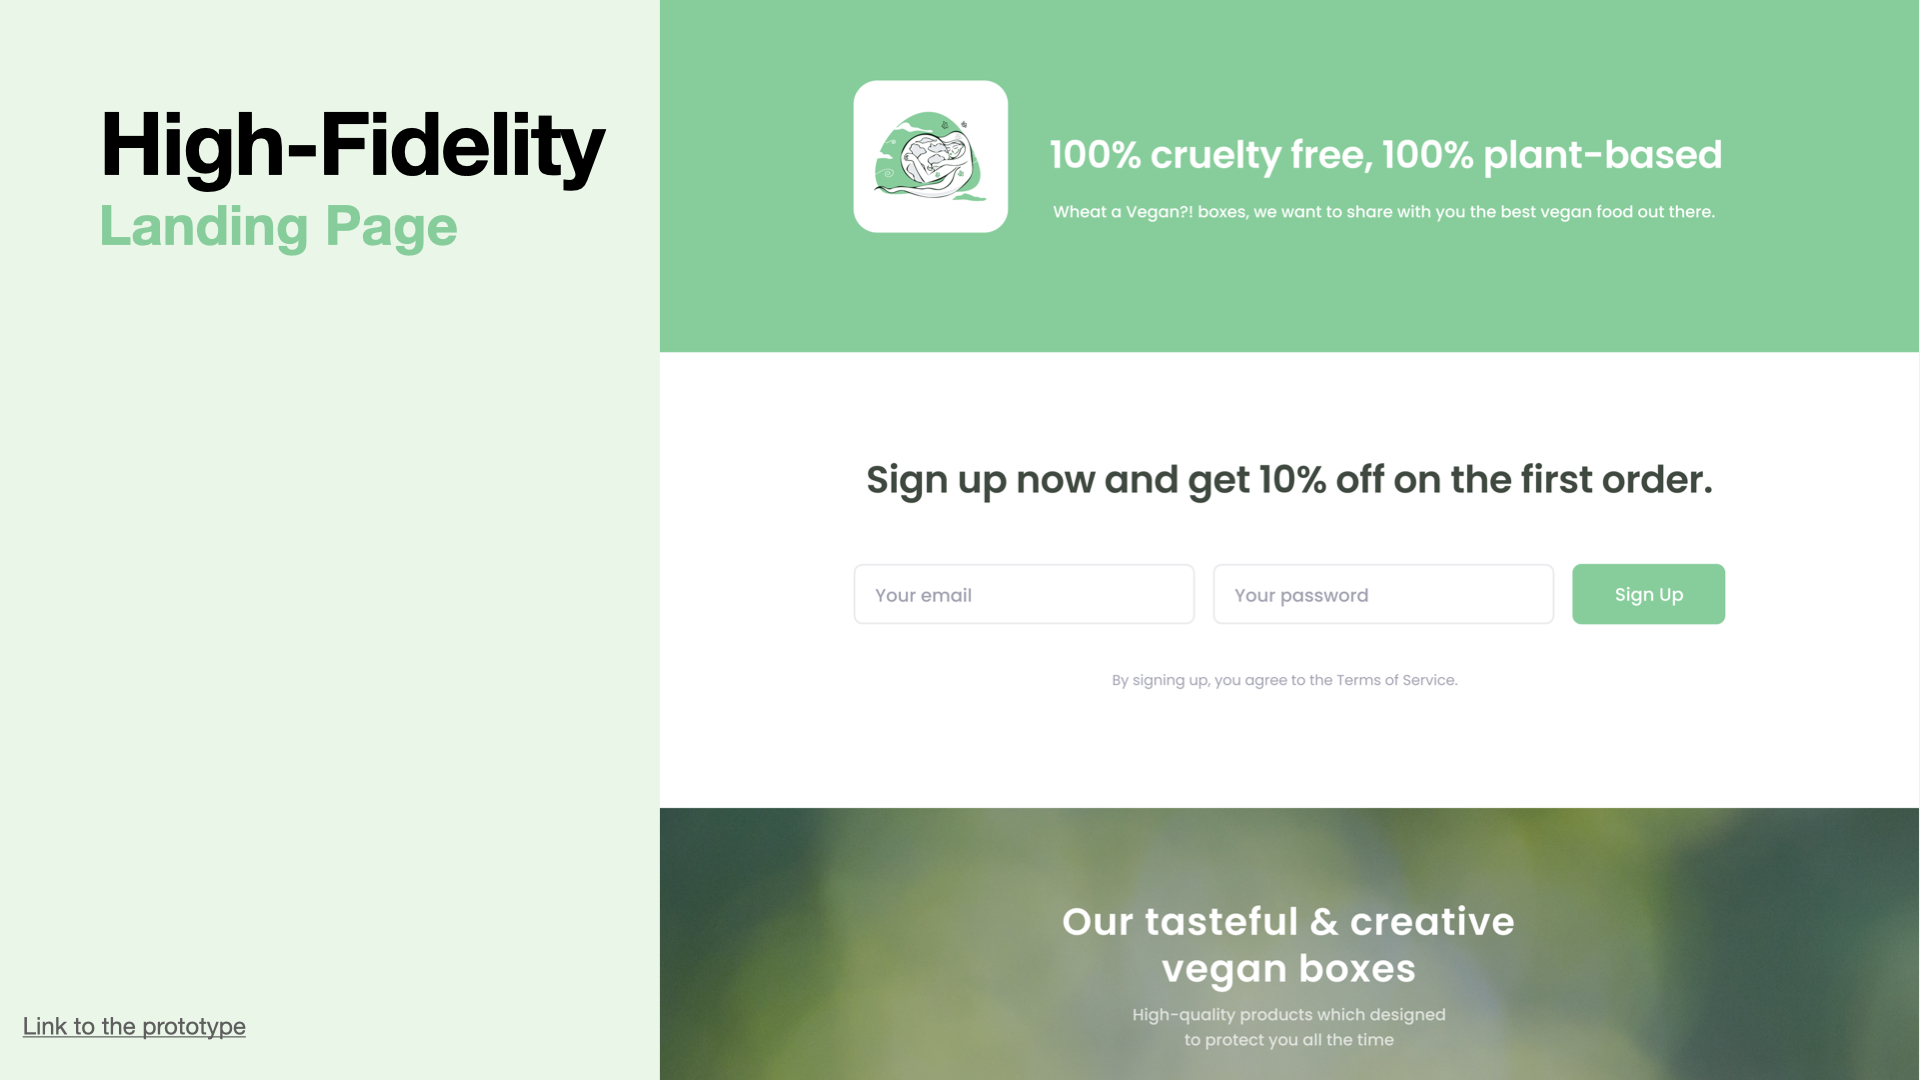 High-Fidelity
Landing Page
100% cruelty free, 100% plant-based
Wheat a Vegan?! boxes, we want to share with you the best vegan food out there.
Sign up now and get 10% off on the first order.
Your email
Your password
Sign Up
By signing up, you agree to the Terms of Service.
Our tasteful & creative
vegan boxes
High-quality products which designed
to protect you all the time
Link to the prototype